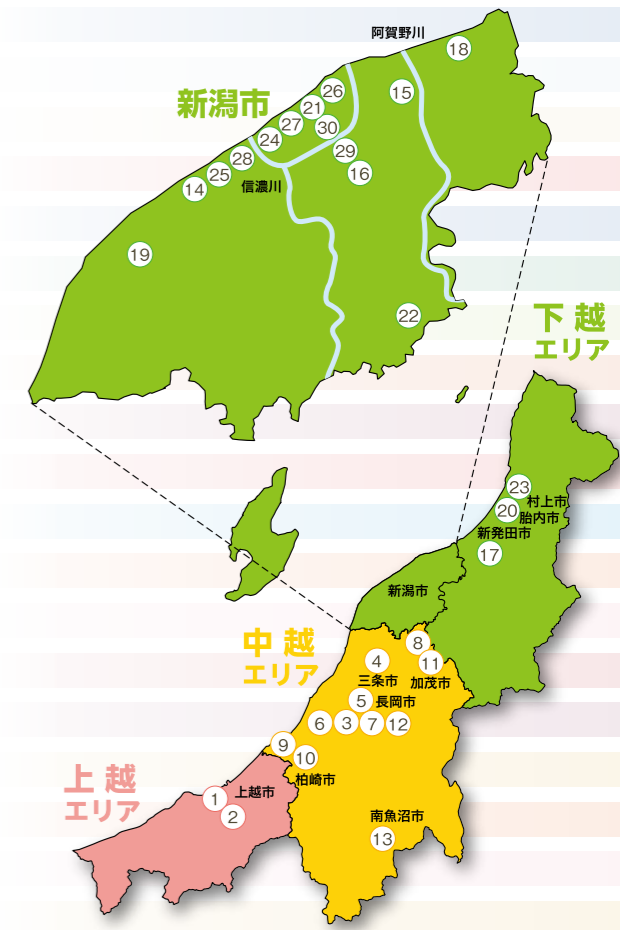 阿賀野川
18
新潟市
26
15
21
27
30
24
29
28
16
25
信濃川
14
19
22
下越
エリア
23
村上市
20
胎内市
新発田市
17
新潟市
中越
エリア
8
4
11
三条市
加茂市
5
長岡市
6
3
7
12
9
10
柏崎市
上越
エリア
上越市
1
2
南魚沼市
13